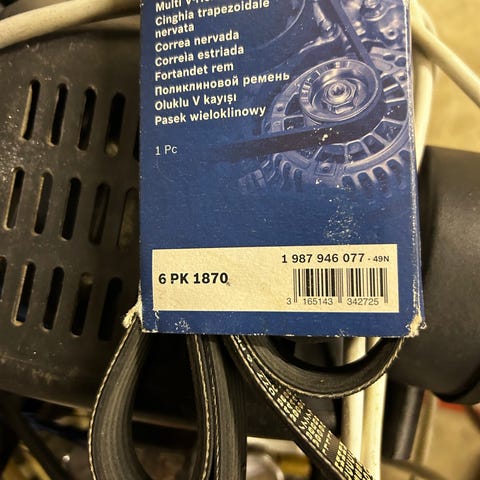 Multi V-
Cinghia trapezoidale
nervata
Correa nervada
Correia estriada
Fortandet rem
Поликлиновой ремень
Oluklu V kayışı
Pasek wieloklinowy
1 Pc
1 987 946 077 - 49N
6 PK 1870
3 165143 342725